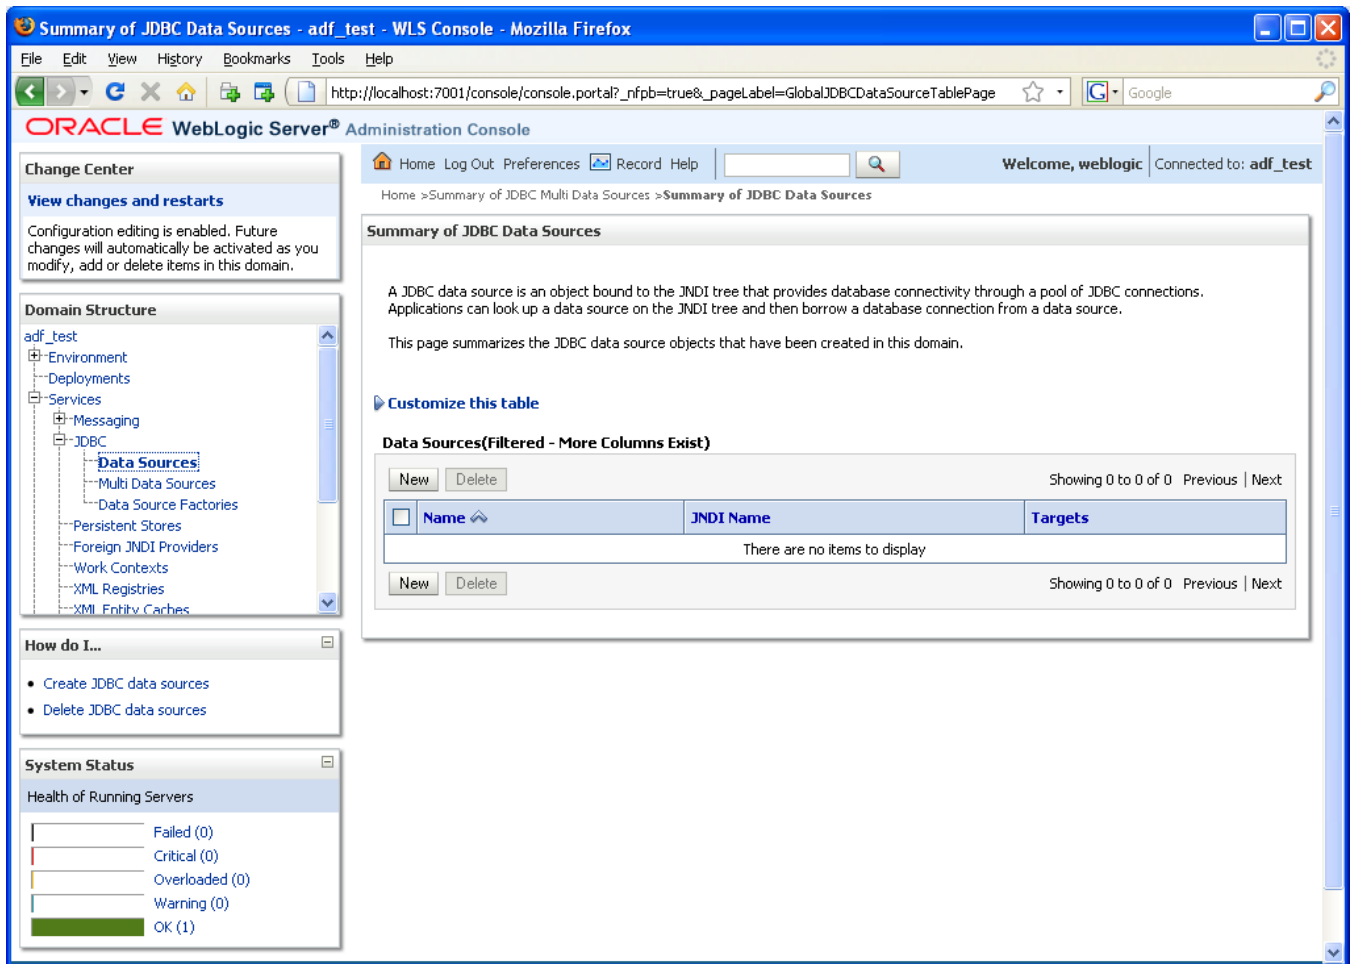 Summary of JDBC Data Sources - adf_test - WLS Console - Mozilla Firefox
File Edit View History Bookmarks Tools Help
http://localhost:7001/console/console.portal?_nfpb=true&_pageLabel=GlobalJDBCDataSourceTablePage
Google
ORACLE WebLogic Server® Administration Console
Change Center
View changes and restarts
Configuration editing is enabled. Future
changes will automatically be activated as you
modify, add or delete items in this domain.
Domain Structure
adf_test
Environment
Deployments
Services
Messaging
JDBC
Data Sources
Multi Data Sources
Data Source Factories
Persistent Stores
Foreign JNDI Providers
Work Contexts
XML Registries
XML Entity Caches
How do I...
Create JDBC data sources
Delete JDBC data sources
System Status
Health of Running Servers
Failed (0)
Critical (0)
Overloaded (0)
Warning (0)
OK (1)
Home Log Out Preferences Record Help
Welcome, weblogic Connected to: adf_test
Home >Summary of JDBC Multi Data Sources >Summary of JDBC Data Sources
Summary of JDBC Data Sources
A JDBC data source is an object bound to the JNDI tree that provides database connectivity through a pool of JDBC connections.
Applications can look up a data source on the JNDI tree and then borrow a database connection from a data source.
This page summarizes the JDBC data source objects that have been created in this domain.
Customize this table
Data Sources(Filtered - More Columns Exist)
New Delete Showing 0 to 0 of 0 Previous | Next
Name JNDI Name Targets
There are no items to display
New Delete Showing 0 to 0 of 0 Previous | Next